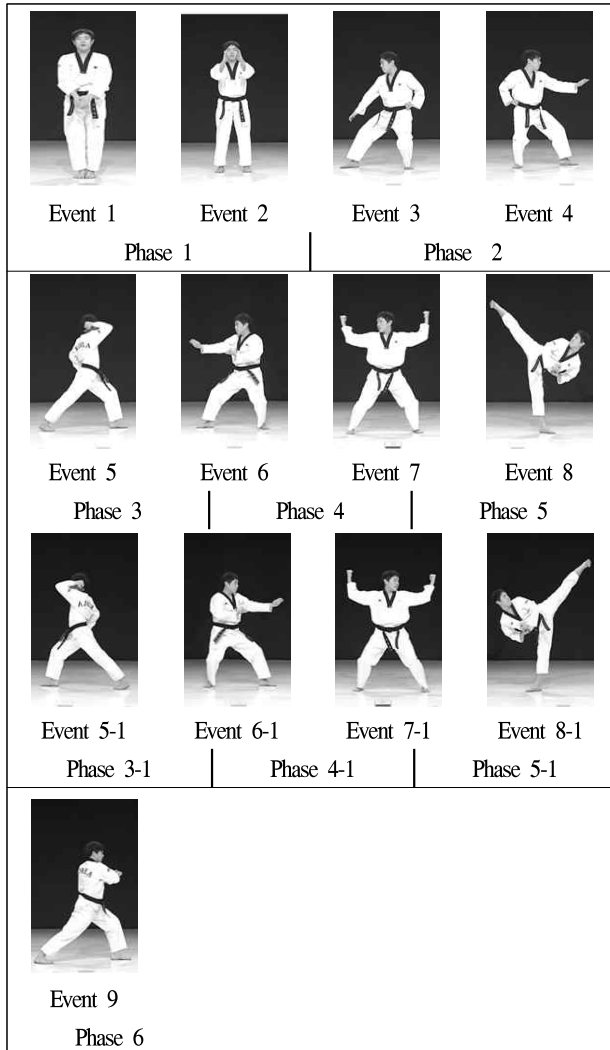 Event 1 Event 2 Event 3 Event 4
Phase 1 Phase 2
Event 5 Event 6 Event 7 Event 8
Phase 3 Phase 4 Phase 5
Event 5-1 Event 6-1 Event 7-1 Event 8-1
Phase 3-1 Phase 4-1 Phase 5-1
Event 9
Phase 6